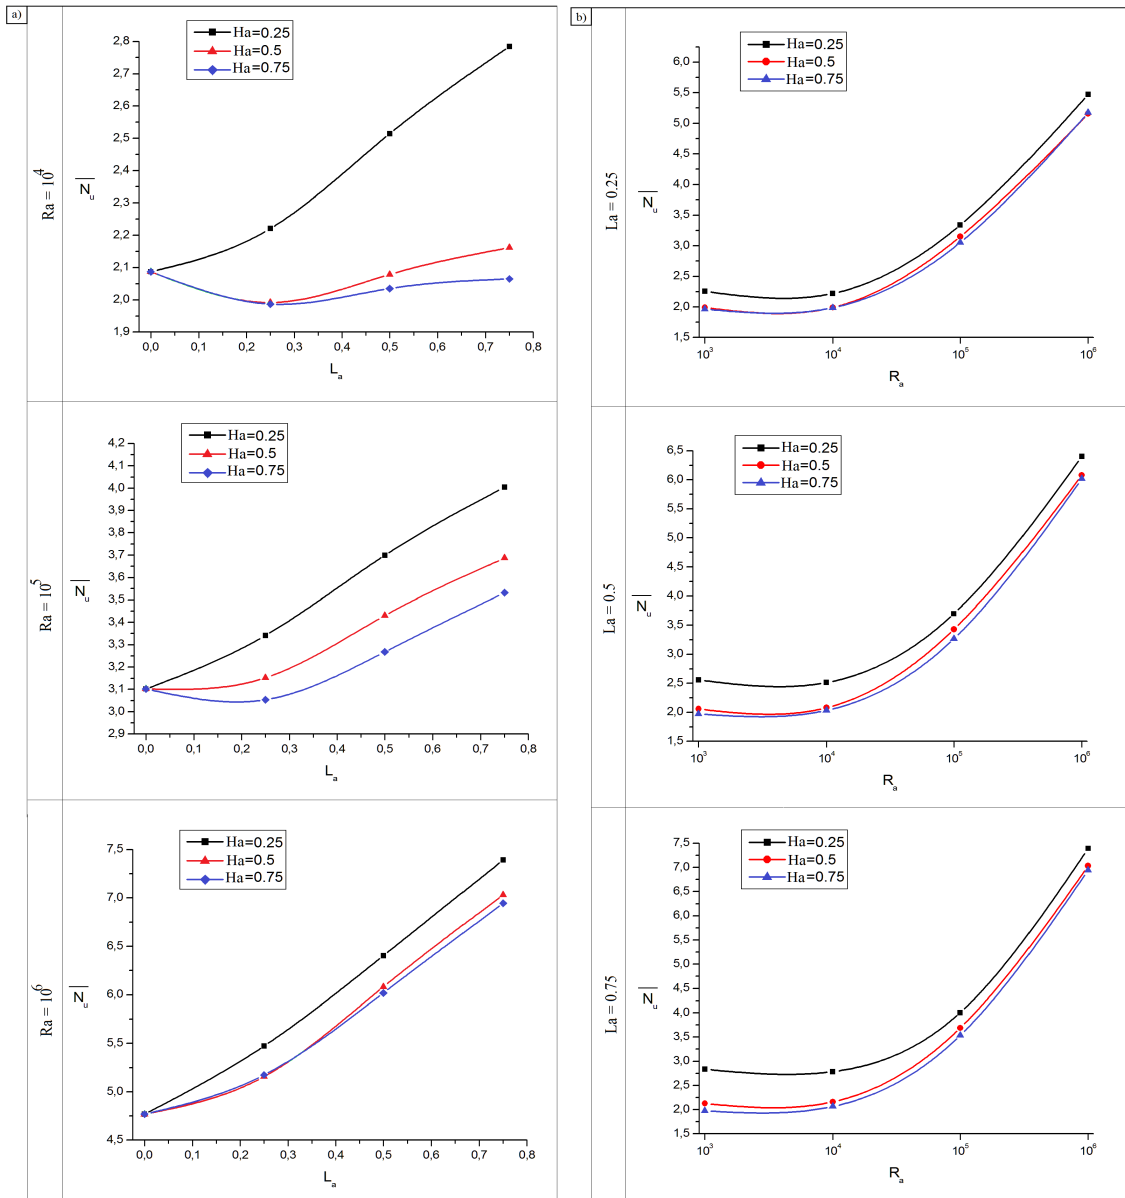 a)
Ra = 10^4
Ha=0.25
Ha=0.5
Ha=0.75
2,8
2,7
2,6
2,5
2,4
2,3
2,2
2,1
2,0
1,9
N_u
0,0 0,1 0,2 0,3 0,4 0,5 0,6 0,7 0,8
L_a
Ra = 10^5
Ha=0.25
Ha=0.5
Ha=0.75
4,2
4,1
4,0
3,9
3,8
3,7
3,6
3,5
3,4
3,3
3,2
3,1
3,0
2,9
N_u
0,0 0,1 0,2 0,3 0,4 0,5 0,6 0,7 0,8
L_a
Ra = 10^6
Ha=0.25
Ha=0.5
Ha=0.75
7,5
7,0
6,5
6,0
5,5
5,0
4,5
N_u
0,0 0,1 0,2 0,3 0,4 0,5 0,6 0,7 0,8
L_a
b)
La = 0.25
Ha=0.25
Ha=0.5
Ha=0.75
6,0
5,5
5,0
4,5
4,0
3,5
3,0
2,5
2,0
1,5
N_u
10^3 10^4 10^5 10^6
R_a
La = 0.5
Ha=0.25
Ha=0.5
Ha=0.75
6,5
6,0
5,5
5,0
4,5
4,0
3,5
3,0
2,5
2,0
1,5
N_u
10^3 10^4 10^5 10^6
R_a
La = 0.75
Ha=0.25
Ha=0.5
Ha=0.75
7,5
7,0
6,5
6,0
5,5
5,0
4,5
4,0
3,5
3,0
2,5
2,0
1,5
N_u
10^3 10^4 10^5 10^6
R_a